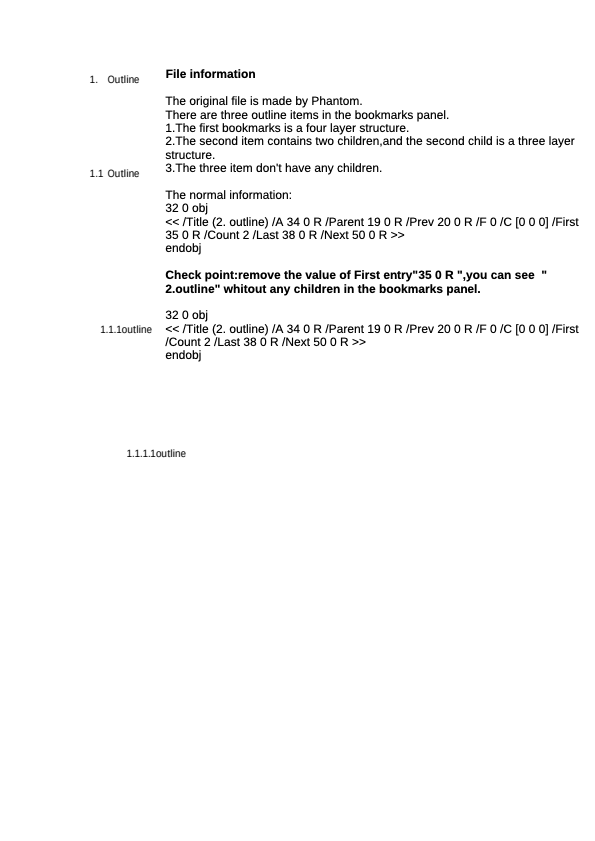 File information
1.   Outline
The original file is made by Phantom.
There are three outline items in the bookmarks panel.
1.The first bookmarks is a four layer structure.
2.The second item contains two children,and the second child is a three layer
structure.
3.The three item don't have any children.
1.1 Outline
The normal information:
32 0 obj
<< /Title (2. outline) /A 34 0 R /Parent 19 0 R /Prev 20 0 R /F 0 /C [0 0 0] /First
35 0 R /Count 2 /Last 38 0 R /Next 50 0 R >>
endobj
Check point:remove the value of First entry"35 0 R ",you can see  "
2.outline" whitout any children in the bookmarks panel.
32 0 obj
1.1.1outline
<< /Title (2. outline) /A 34 0 R /Parent 19 0 R /Prev 20 0 R /F 0 /C [0 0 0] /First
/Count 2 /Last 38 0 R /Next 50 0 R >>
endobj
1.1.1.1outline